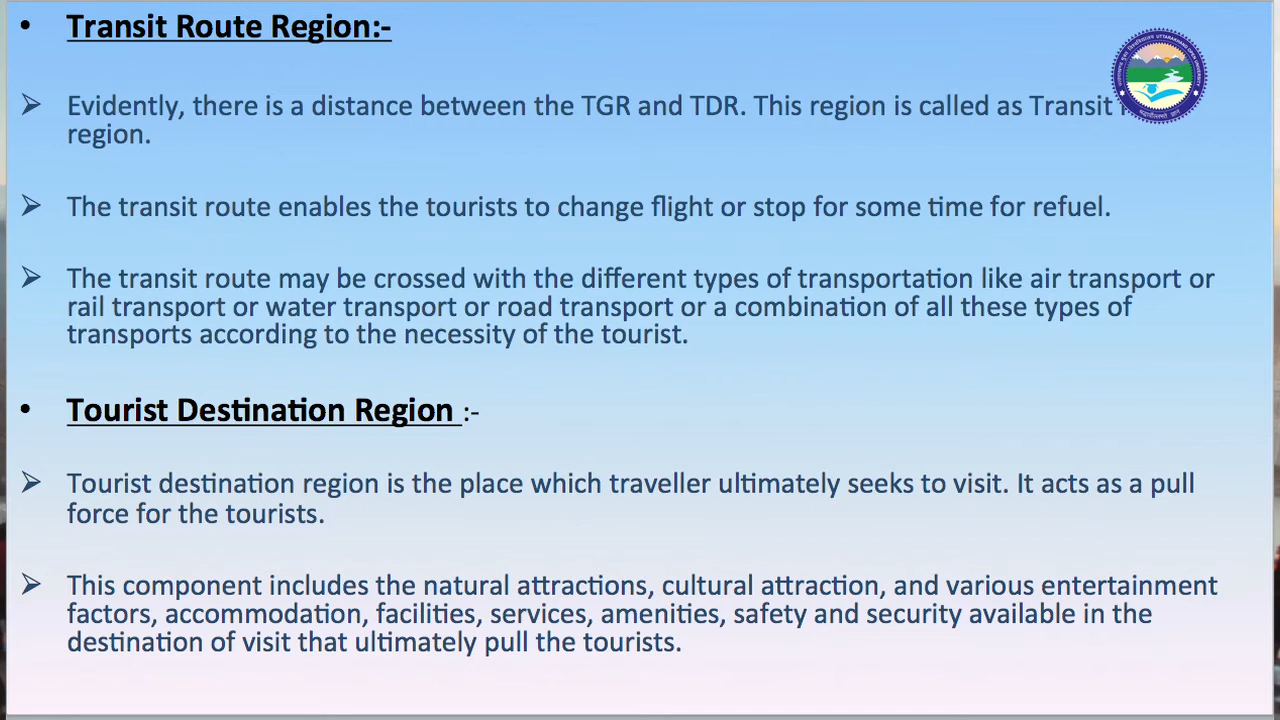 • Transit Route Region:-
➢ Evidently, there is a distance between the TGR and TDR. This region is called as Transit
region.
➢ The transit route enables the tourists to change flight or stop for some time for refuel.
➢ The transit route may be crossed with the different types of transportation like air transport or
rail transport or water transport or road transport or a combination of all these types of
transports according to the necessity of the tourist.
• Tourist Destination Region :-
➢ Tourist destination region is the place which traveller ultimately seeks to visit. It acts as a pull
force for the tourists.
➢ This component includes the natural attractions, cultural attraction, and various entertainment
factors, accommodation, facilities, services, amenities, safety and security available in the
destination of visit that ultimately pull the tourists.